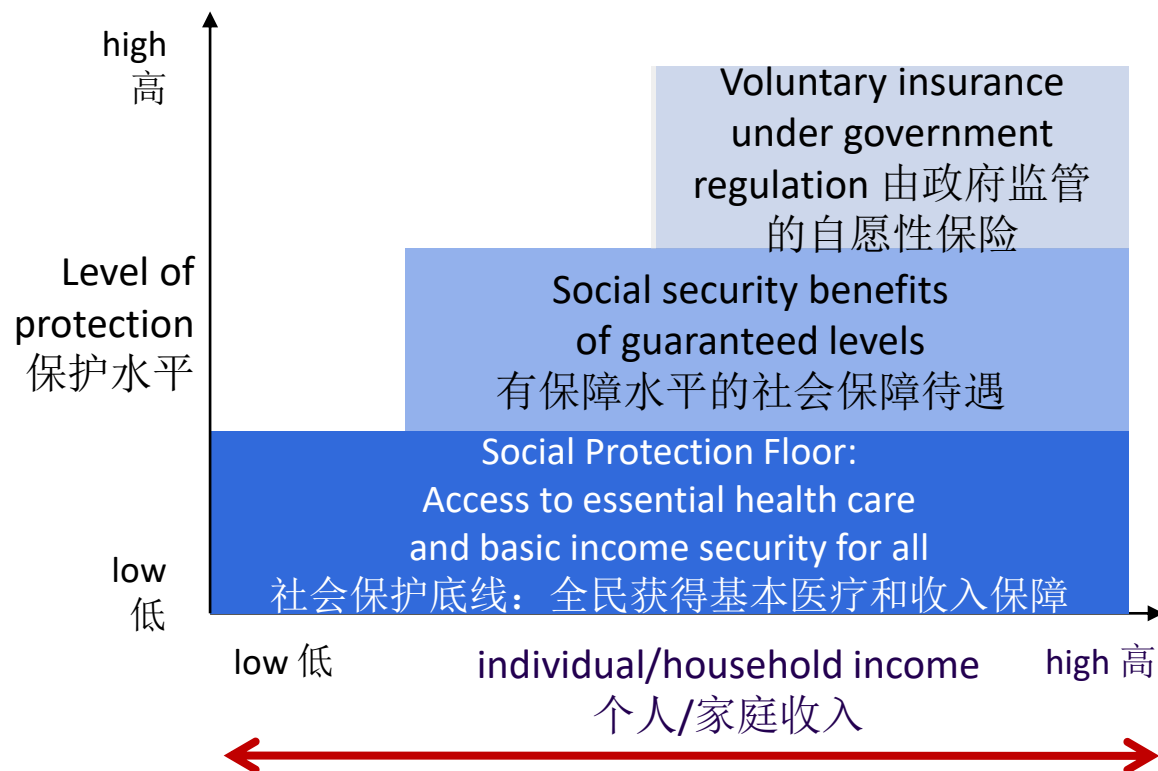 high
高
Voluntary insurance
under government
regulation 由政府监管
的自愿性保险
Level of
protection
保护水平
Social security benefits
of guaranteed levels
有保障水平的社会保障待遇
Social Protection Floor:
Access to essential health care
and basic income security for all
社会保护底线：全民获得基本医疗和收入保障
low
低
low 低
individual/household income
个人/家庭收入
high 高